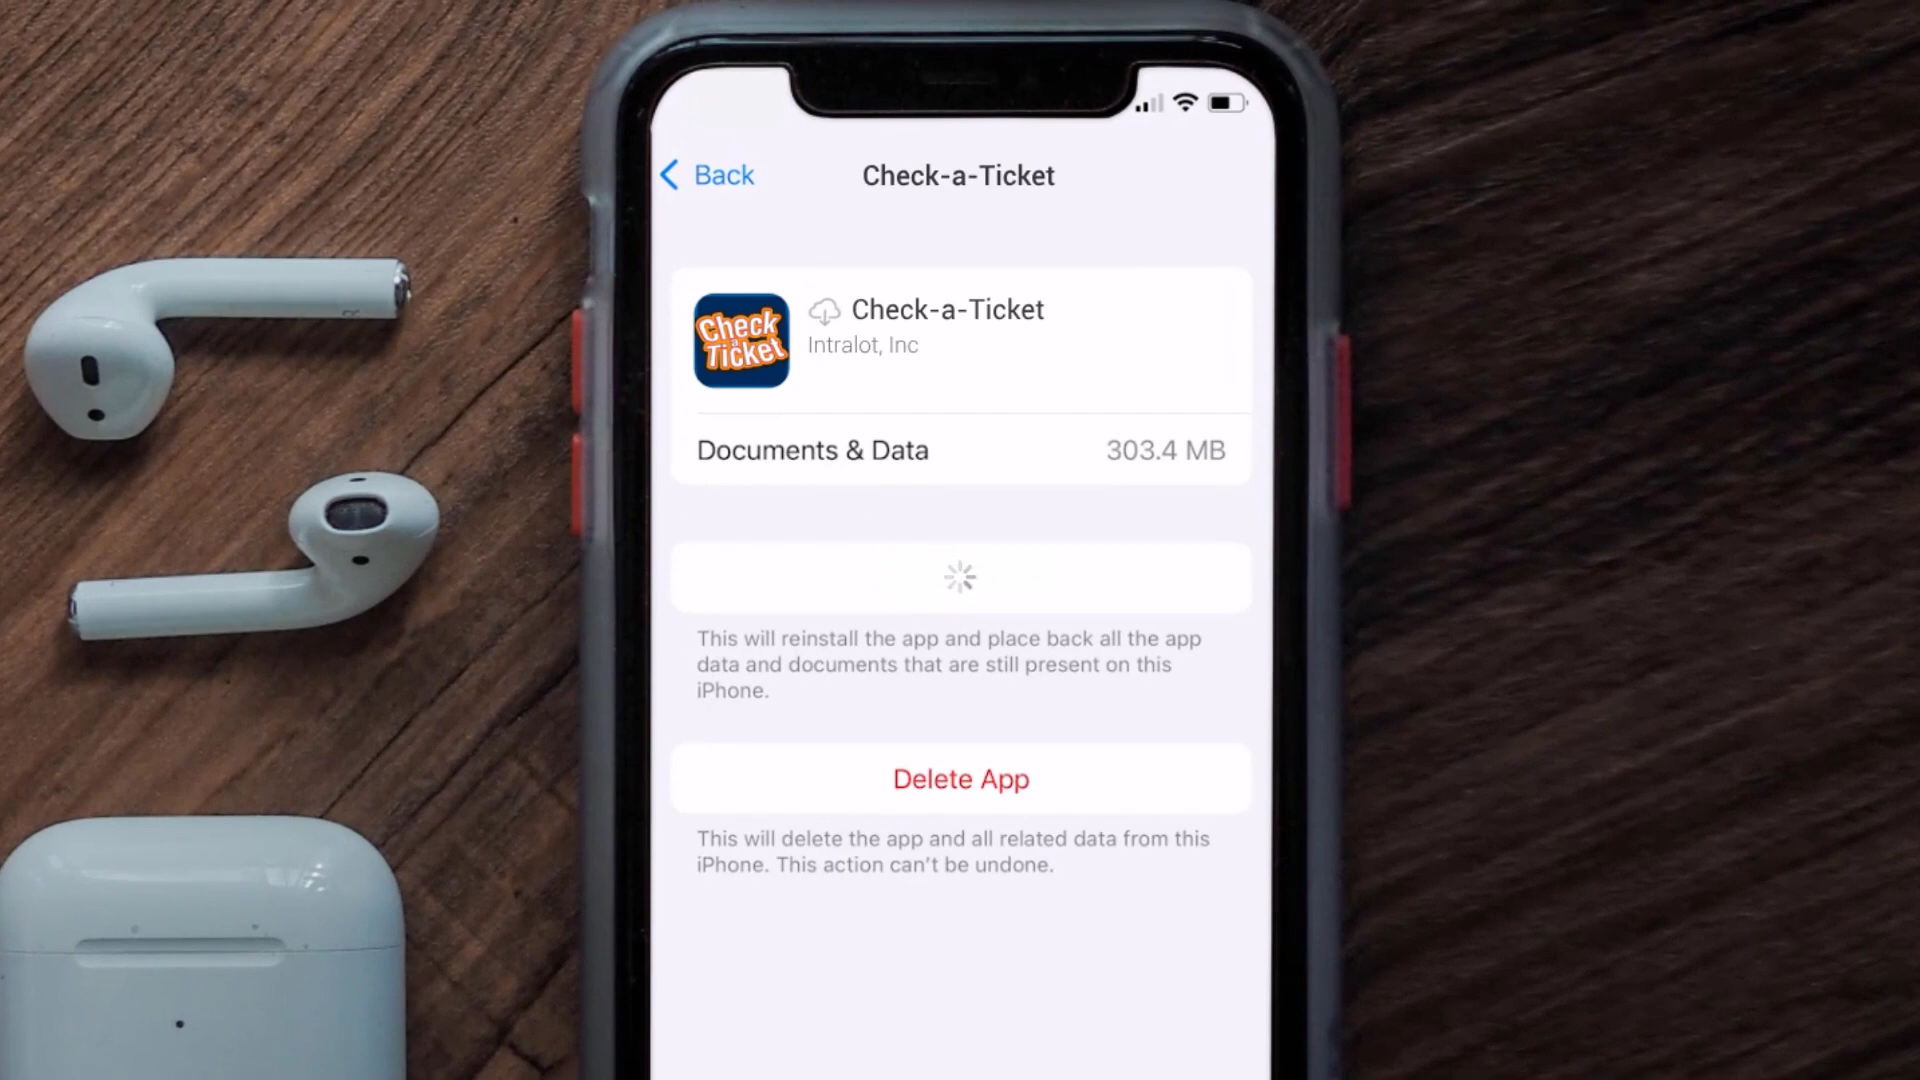 Back
Check-a-Ticket
Check
a
Ticket
Check-a-Ticket
Intralot, Inc
Documents & Data
303.4 MB
This will reinstall the app and place back all the app
data and documents that are still present on this
iPhone.
Delete App
This will delete the app and all related data from this
iPhone. This action can't be undone.
R